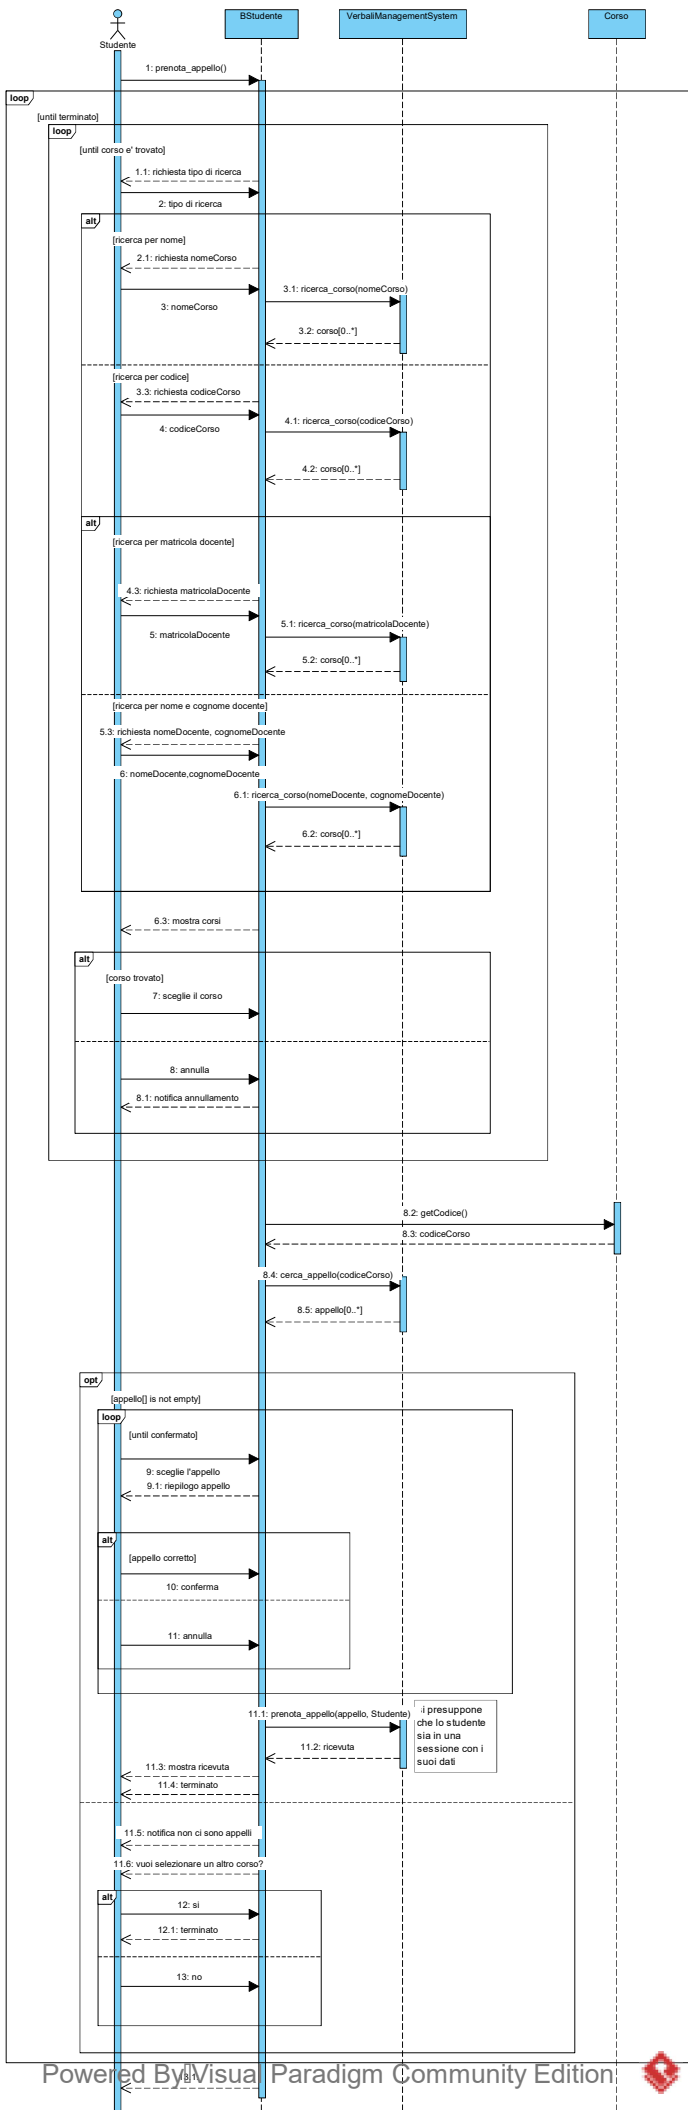 BStudente
VerbaliManagementSystem
Corso
Studente
1: prenota_appello()
loop
[until terminato]
loop
[until corso e' trovato]
1.1: richiesta tipo di ricerca
2: tipo di ricerca
alt
[ricerca per nome]
2.1: richiesta nomeCorso
3: nomeCorso
3.1: ricerca_corso(nomeCorso)
3.2: corso[0..*]
[ricerca per codice]
3.3: richiesta codiceCorso
4: codiceCorso
4.1: ricerca_corso(codiceCorso)
4.2: corso[0..*]
alt
[ricerca per matricola docente]
4.3: richiesta matricolaDocente
5: matricolaDocente
5.1: ricerca_corso(matricolaDocente)
5.2: corso[0..*]
[ricerca per nome e cognome docente]
5.3: richiesta nomeDocente, cognomeDocente
6: nomeDocente,cognomeDocente
6.1: ricerca_corso(nomeDocente, cognomeDocente)
6.2: corso[0..*]
6.3: mostra corsi
alt
[corso trovato]
7: sceglie il corso
8: annulla
8.1: notifica annullamento
8.2: getCodice()
8.3: codiceCorso
8.4: cerca_appello(codiceCorso)
8.5: appello[0..*]
opt
[appello[] is not empty]
loop
[until confermato]
9: sceglie l'appello
9.1: riepilogo appello
alt
[appello corretto]
10: conferma
11: annulla
11.1: prenota_appello(appello, Studente)
si presuppone
che lo studente
sia in una
sessione con i
suoi dati
11.2: ricevuta
11.3: mostra ricevuta
11.4: terminato
11.5: notifica non ci sono appelli
11.6: vuoi selezionare un altro corso?
alt
12: si
12.1: terminato
13: no
Powered By Visual Paradigm Community Edition